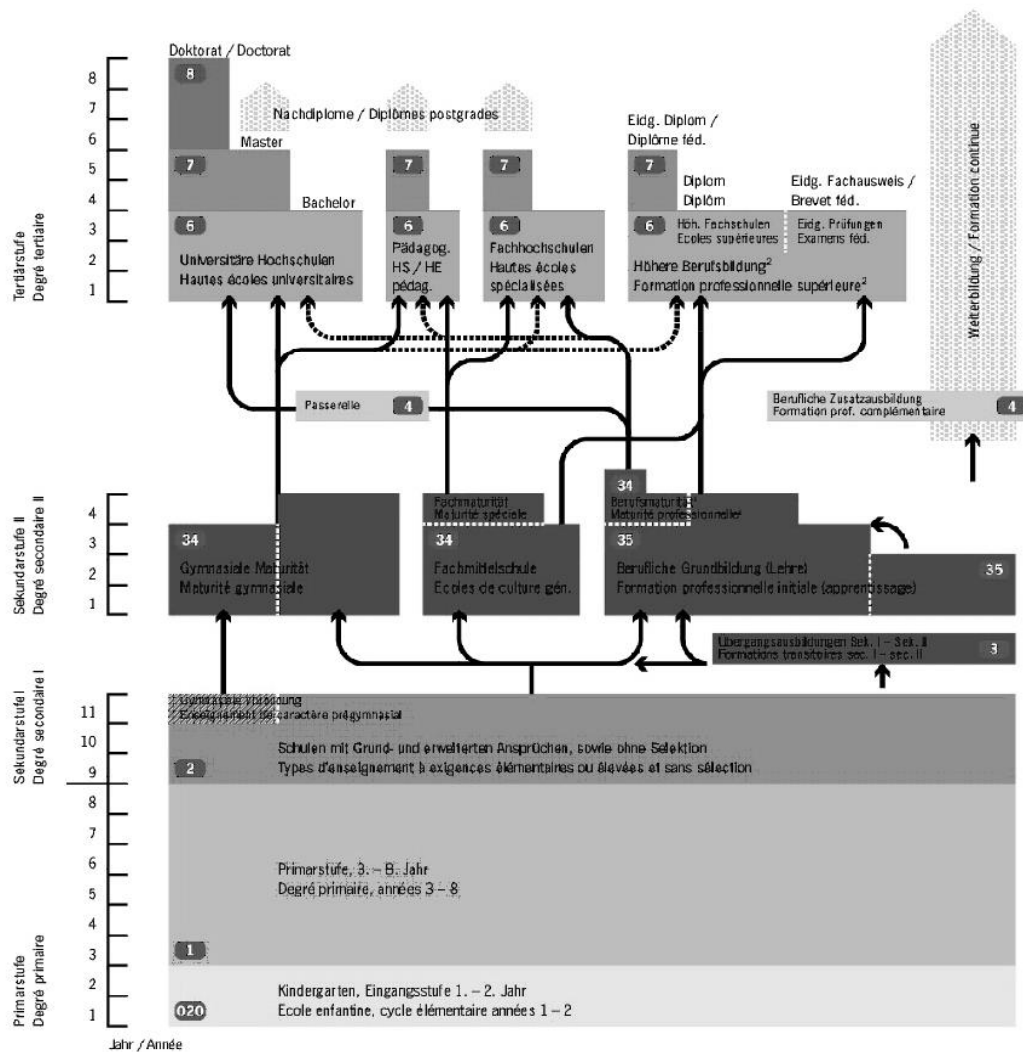 Doktorat / Doctorat
8
8
7
Nachdiplome / Diplômes postgrades
6
Master
Eidg. Diplom /
Diplôme féd.
5
7
7
7
7
Diplom
Diplôm
Eidg. Fachausweis /
Brevet féd.
4
Bachelor
3
6
6
6
6
Höh. Fachschulen
Ecoles supérieures
Eidg. Prüfungen
Examens féd.
2
Universitäre Hochschulen
Hautes écoles universitaires
Pädagog.
HS / HE
pédag.
Fachhochschulen
Hautes écoles
spécialisées
Höhere Berufsbildung²
Formation professionnelle supérieure²
1
Tertiärstufe
Degré tertiaire
Weiterbildung / Formation continue
Passerelle
4
Berufliche Zusatzausbildung
Formation prof. complémentaire
4
Sekundarstufe II
Degré secondaire II
4
3
2
1
34
Gymnasiale Maturität
Maturité gymnasiale
Fachmaturität
Maturité spéciale
34
Fachmittelschule
Ecoles de culture gén.
34
Berufsmaturität
Maturité professionnelle
35
Berufliche Grundbildung (Lehre)
Formation professionnelle initiale (apprentissage)
35
Übergangsausbildungen Sek. I – Sek. II
Formations transitoires sec. I – sec. II
3
Sekundarstufe I
Degré secondaire I
11
10
9
Gymnasiale Vorbildung
Enseignement de caractère prégymnasial
Schulen mit Grund- und erweiterten Ansprüchen, sowie ohne Selektion
Types d'enseignement à exigences élémentaires ou élevées et sans sélection
2
Primarstufe
Degré primaire
8
7
6
5
4
3
2
1
Primarstufe, 3. – 8. Jahr
Degré primaire, années 3 – 8
1
Kindergarten, Eingangsstufe 1. – 2. Jahr
Ecole enfantine, cycle élémentaire années 1 – 2
020
Jahr / Année